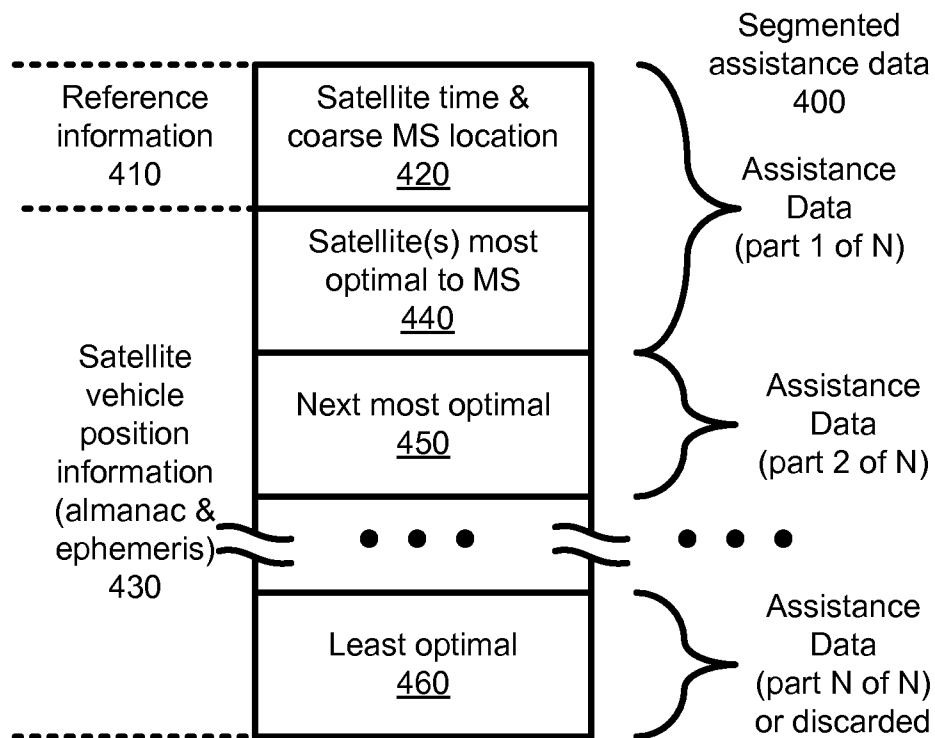 Reference
information
410
Satellite time &
coarse MS location
420
Segmented
assistance data
400
Assistance
Data
(part 1 of N)
Satellite(s) most
optimal to MS
440
Satellite
vehicle
position
information
(almanac &
ephemeris)
430
Next most optimal
450
Assistance
Data
(part 2 of N)
Least optimal
460
Assistance
Data
(part N of N)
or discarded